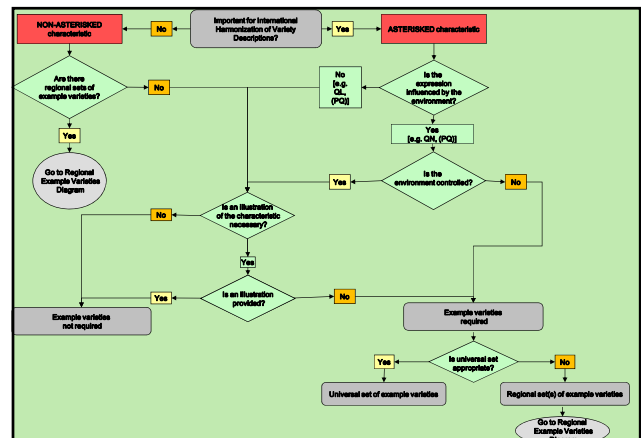 NON-ASTERISKED
characteristic
No
Important for International
Harmonization of Variety
Descriptions?
Yes
ASTERISKED characteristic
Are there
regional sets of
example varieties?
No
No
[e.g.
QL,
(PQ)]
Is the
expression
influenced by the
environment?
Yes
Yes
[e.g. QN, (PQ)]
Go to Regional
Example Varieties
Diagram
Yes
Is the
environment controlled?
No
No
Is an illustration
of the characteristic
necessary?
Yes
Yes
Is an illustration
provided?
No
Example varieties
not required
Example varieties
required
Yes
Is universal set
appropriate?
No
Universal set of example varieties
Regional set(s) of example varieties
Go to Regional
Example Varieties